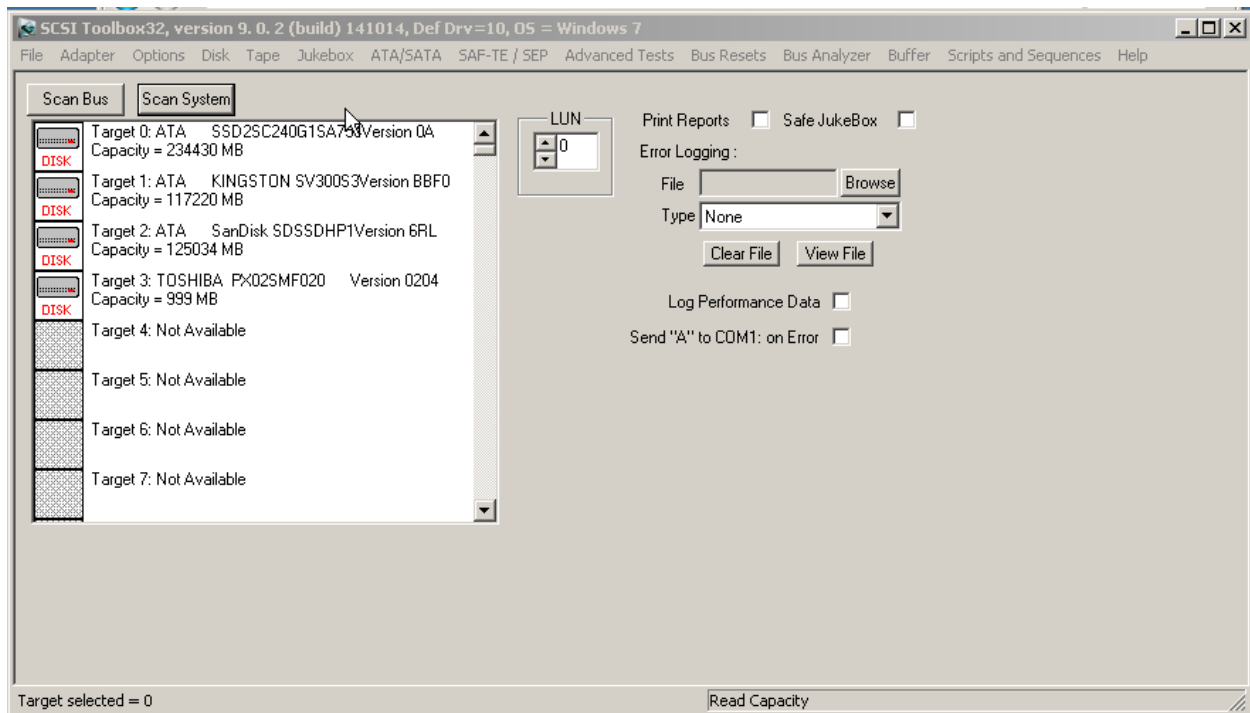 SCSI Toolbox32, version 9. 0. 2 (build) 141014, Def Drv=10, OS = Windows 7
File Adapter Options Disk Tape Jukebox ATA/SATA SAF-TE / SEP Advanced Tests Bus Resets Bus Analyzer Buffer Scripts and Sequences Help
Scan Bus Scan System
DISK
Target 0: ATA Version 0A
Capacity = 234430 MB
DISK
Target 1: ATA KINGSTON SV300S3Version BBF0
Capacity = 117220 MB
DISK
Target 2: ATA SanDisk SDSSDHP1Version 6RL
Capacity = 125034 MB
DISK
Target 3: TOSHIBA PX02SMF020 Version 0204
Capacity = 999 MB
Target 4: Not Available
Target 5: Not Available
Target 6: Not Available
Target 7: Not Available
LUN
0
Print Reports Safe JukeBox
Error Logging :
File Browse
Type None
Clear File View File
Log Performance Data
Send "A" to COM1: on Error
Target selected = 0
Read Capacity